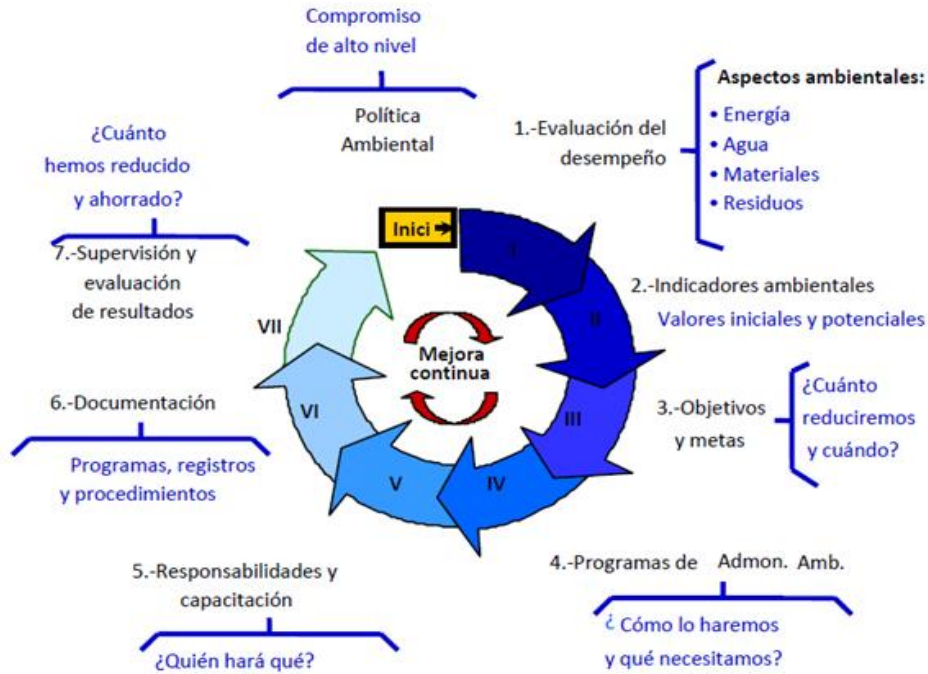 Compromiso
de alto nivel
Política
Ambiental
1.-Evaluación del
desempeño
Aspectos ambientales:
• Energía
• Agua
• Materiales
• Residuos
¿Cuánto
hemos reducido
y ahorrado?
7.-Supervisión y
evaluación
de resultados
Inici
I
II
III
IV
V
VI
VII
Mejora
continua
2.-Indicadores ambientales
Valores iniciales y potenciales
3.-Objetivos
y metas
¿Cuánto
reduciremos
y cuándo?
4.-Programas de Admon. Amb.
¿ Cómo lo haremos
y qué necesitamos?
5.-Responsabilidades y
capacitación
¿Quién hará qué?
6.-Documentación
Programas, registros
y procedimientos